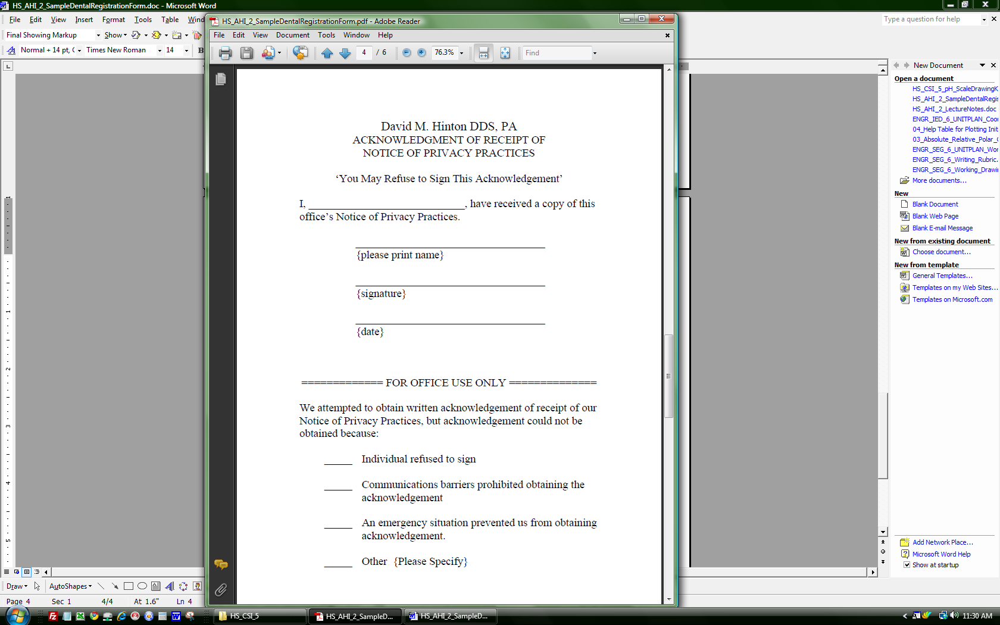 HS_AHI_2_SampleDentalRegistrationForm.doc - Microsoft Word
File Edit View Insert Format Tools Table Wind
Type a question for help
Final Showing Markup Show
Normal + 14 pt, Times New Roman 14 B
HS_AHI_2_SampleDentalRegistrationForm.pdf - Adobe Reader
File Edit View Document Tools Window Help
4 / 6 76.3% Find
David M. Hinton DDS, PA
ACKNOWLEDGMENT OF RECEIPT OF
NOTICE OF PRIVACY PRACTICES
‘You May Refuse to Sign This Acknowledgement’
I, ____________________________, have received a copy of this
office’s Notice of Privacy Practices.
{please print name}
{signature}
{date}
============= FOR OFFICE USE ONLY ==============
We attempted to obtain written acknowledgement of receipt of our
Notice of Privacy Practices, but acknowledgement could not be
obtained because:
_____ Individual refused to sign
_____ Communications barriers prohibited obtaining the
acknowledgement
_____ An emergency situation prevented us from obtaining
acknowledgement.
_____ Other {Please Specify}
New Document
Open a document
HS_CSI_5_pH_ScaleDrawingK
HS_AHI_2_SampleDentalRegis
HS_AHI_2_LectureNotes.doc
ENGR_IED_6_UNITPLAN_Coor
04_Help Table for Plotting Init
03_Absolute_Relative_Polar_C
ENGR_SEG_6_UNITPLAN_Wor
ENGR_SEG_6_Writing_Rubric.
ENGR_SEG_6_Working_Drawi
More documents...
New
Blank Document
Blank Web Page
Blank E-mail Message
New from existing document
Choose document...
New from template
General Templates...
Templates on my Web Sites...
Templates on Microsoft.com
Add Network Place...
Microsoft Word Help
Show at startup
1
1
2
3
4
5
Draw AutoShapes
Page 4 Sec 1 4/4 At 1.6" Ln 4
HS_CSI_5 HS_AHI_2_SampleD... HS_AHI_2_SampleD... 11:30 AM